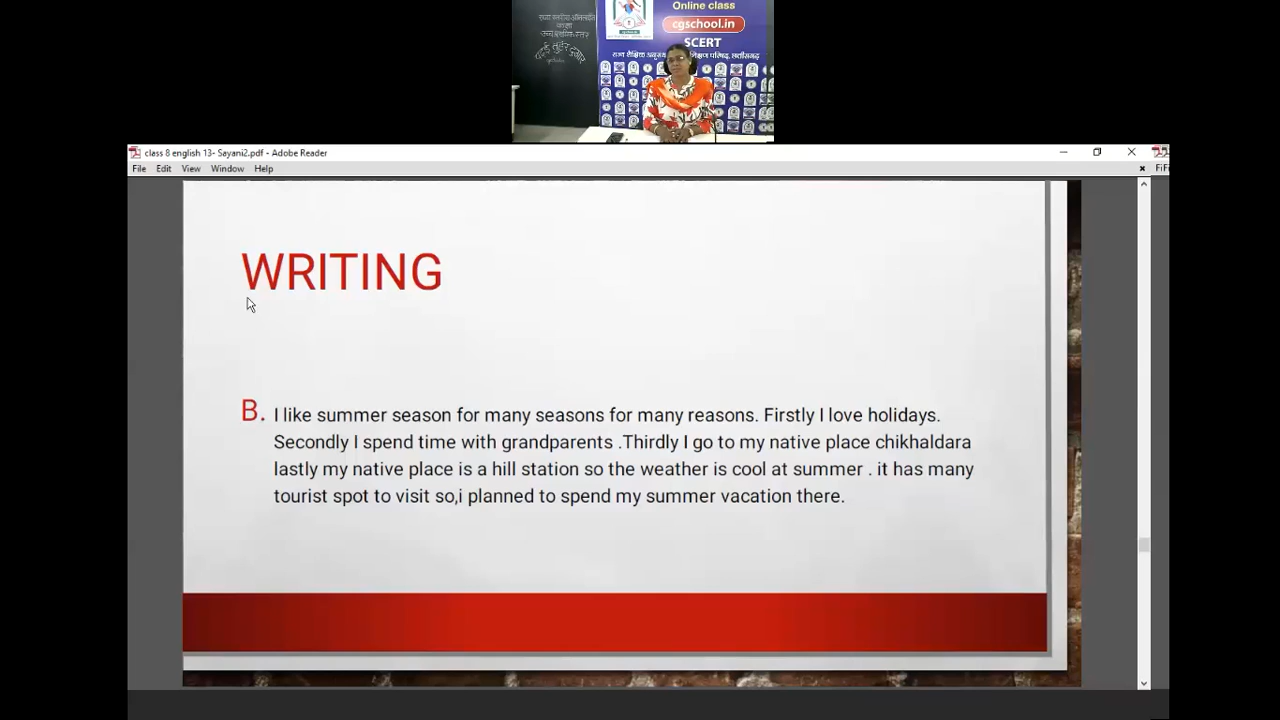 Online class
cgschool.in
SCERT
class 8 english 13- Sayani2.pdf - Adobe Reader
File Edit View Window Help
WRITING
B. I like summer season for many seasons for many reasons. Firstly I love holidays.
Secondly I spend time with grandparents .Thirdly I go to my native place chikhaldara
lastly my native place is a hill station so the weather is cool at summer . it has many
tourist spot to visit so,i planned to spend my summer vacation there.